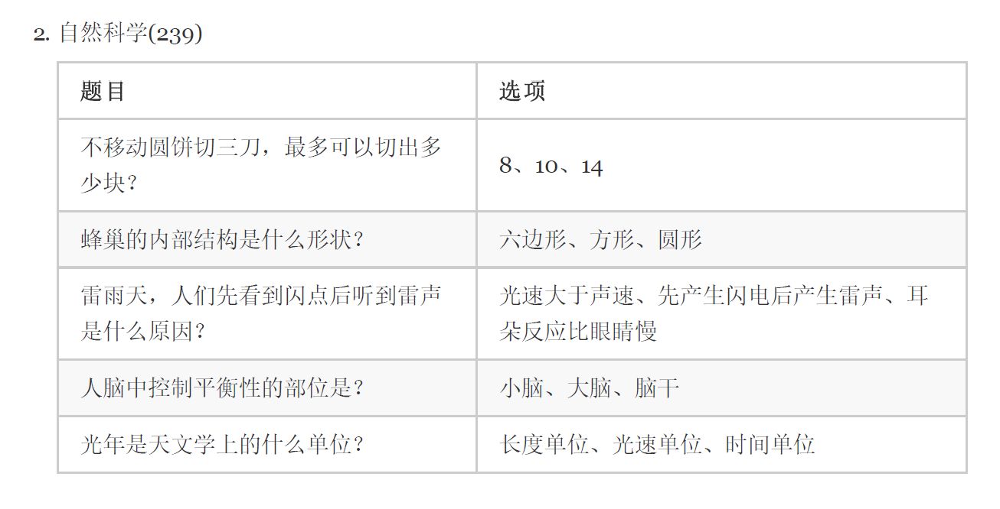 2. 自然科学(239)
题目
选项
不移动圆饼切三刀，最多可以切出多
少块？
8、10、14
蜂巢的内部结构是什么形状？
六边形、方形、圆形
雷雨天，人们先看到闪点后听到雷声
是什么原因？
光速大于声速、先产生闪电后产生雷声、耳
朵反应比眼睛慢
人脑中控制平衡性的部位是？
小脑、大脑、脑干
光年是天文学上的什么单位？
长度单位、光速单位、时间单位